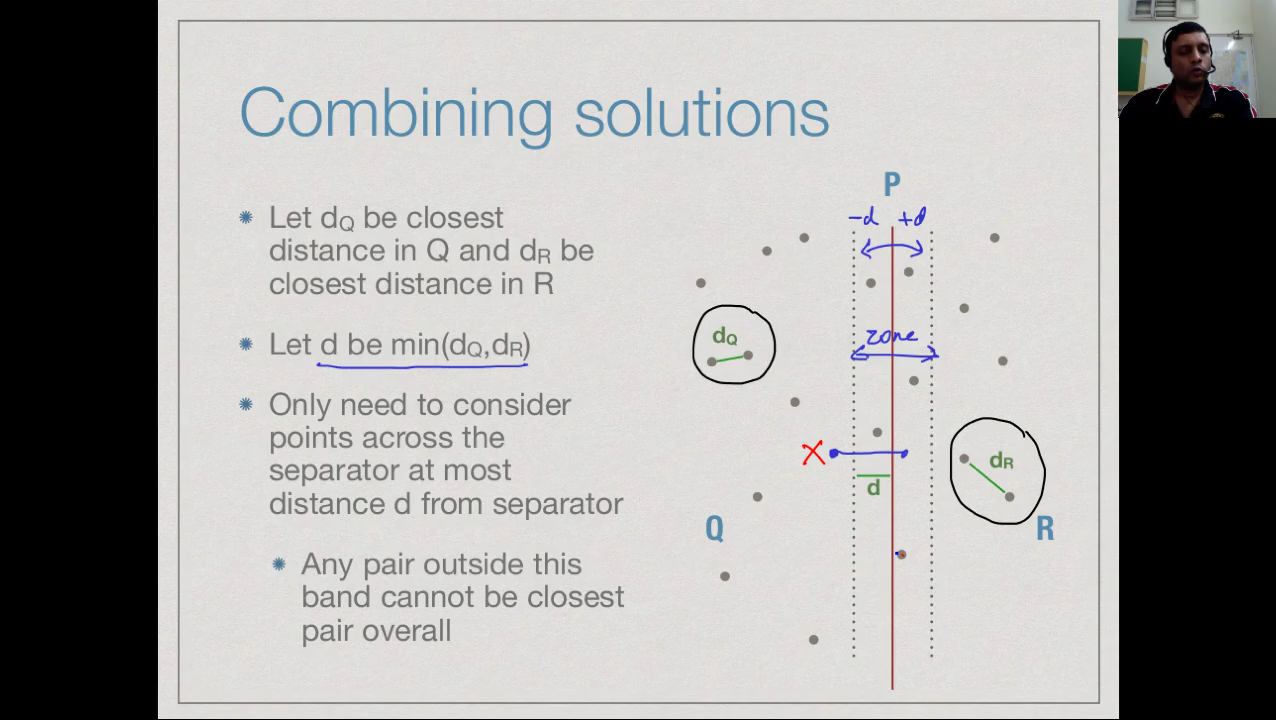 Combining solutions
Let dQ be closest
distance in Q and dR be
closest distance in R
Let d be min(dQ,dR)
Only need to consider
points across the
separator at most
distance d from separator
Any pair outside this
band cannot be closest
pair overall
P
-d +d
dQ
zone
X
d
dR
Q
R